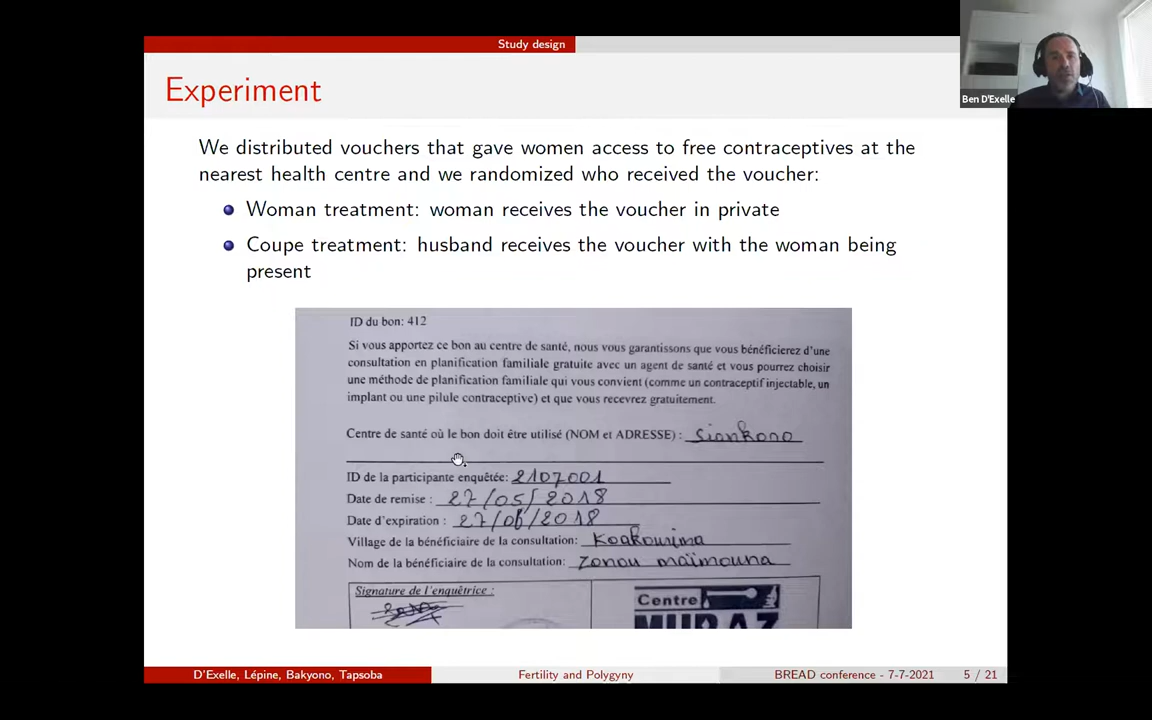 Study design
Experiment
Ben D'Exelle
We distributed vouchers that gave women access to free contraceptives at the
nearest health centre and we randomized who received the voucher:
Woman treatment: woman receives the voucher in private
Coupe treatment: husband receives the voucher with the woman being
present
ID du bon: 412
Si vous apportez ce bon au centre de santé, nous vous garantissons que vous bénéficierez d'une
consultation en planification familiale gratuite avec un agent de santé et vous pourrez choisir
une méthode de planification familiale qui vous convient (comme un contraceptif injectable, un
implant ou une pilule contraceptive) et que vous recevrez gratuitement.
Centre de santé où le bon doit être utilisé (NOM et ADRESSE) : Siankoro
ID de la participante enquêtée: 2107001
Date de remise : 27/05/2018
Date d'expiration : 27/06/2018
Village de la bénéficiaire de la consultation: Koakourima
Nom de la bénéficiaire de la consultation: Zonou maïmouna
Signature de l'enquêtrice :
Centre
MURAZ
D'Exelle, Lépine, Bakyono, Tapsoba
Fertility and Polygyny
BREAD conference - 7-7-2021
5 / 21